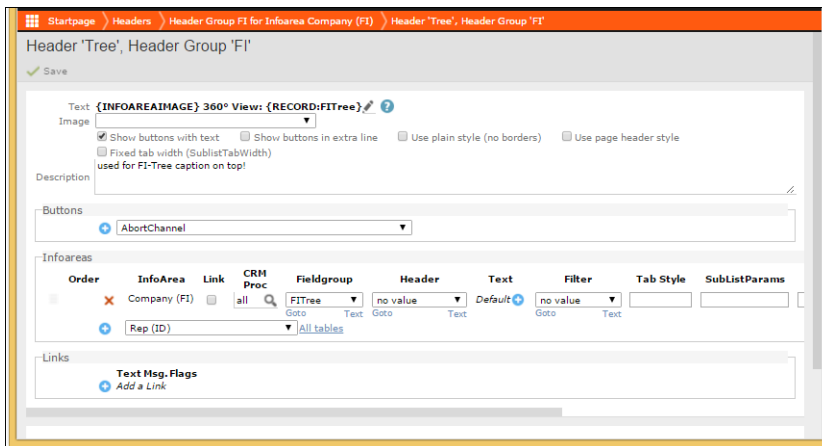 Startpage Headers Header Group FI for Infoarea Company (FI) Header 'Tree', Header Group 'FI'
Header 'Tree', Header Group 'FI'
Save
Text {INFOAREAIMAGE} 360º View: {RECORD:FITree} ?
Image
Show buttons with text Show buttons in extra line Use plain style (no borders) Use page header style
Fixed tab width (SublistTabWidth)
Description used for FI-Tree caption on top!
Buttons
AbortChannel
Infoareas
Order InfoArea Link CRM Proc Fieldgroup Header Text Filter Tab Style SubListParams
Company (FI) all FITree no value Default no value
Goto Text Goto Text Goto Text
Rep (ID) All tables
Links
Text Msg. Flags
Add a Link